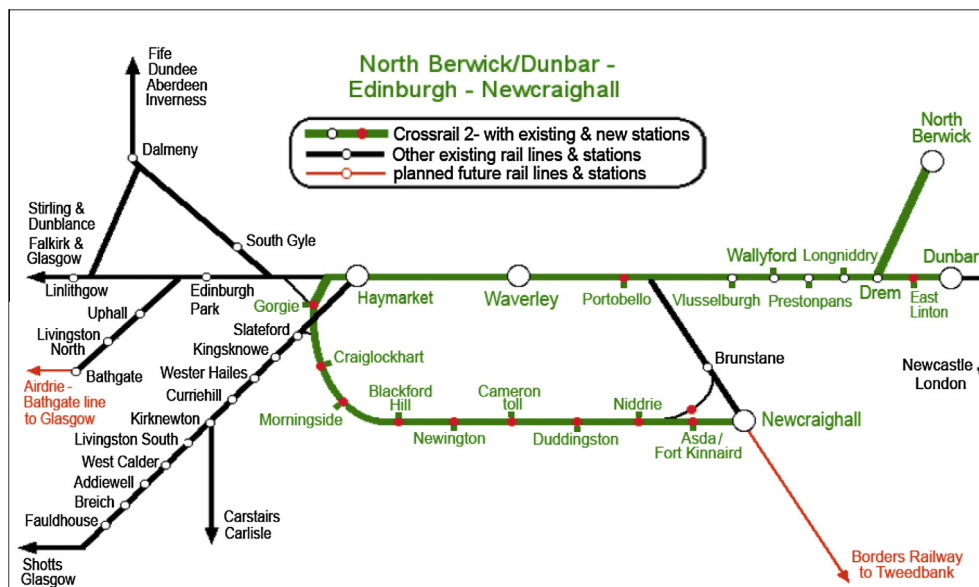 North Berwick/Dunbar -
Edinburgh - Newcraighall
Crossrail 2- with existing & new stations
Other existing rail lines & stations
planned future rail lines & stations
Fife
Dundee
Aberdeen
Inverness
Dalmeny
Stirling &
Dunblance
Falkirk &
Glasgow
South Gyle
Linlithgow
Edinburgh
Park
Uphall
Livingston
North
Bathgate
Airdrie -
Bathgate line
to Glasgow
Gorgie
Haymarket
Waverley
Portobello
Vlusselburgh
Wallyford
Prestonpans
Longniddry
Drem
North
Berwick
East
Linton
Dunbar
Newcastle
London
Slateford
Kingsknowe
Wester Hailes
Curriehill
Kirknewton
Livingston South
West Calder
Addiewell
Breich
Fauldhouse
Shotts
Glasgow
Carstairs
Carlisle
Craiglockhart
Morningside
Blackford
Hill
Newington
Cameron
toll
Duddingston
Niddrie
Asda/
Fort Kinnaird
Brunstane
Newcraighall
Borders Railway
to Tweedbank